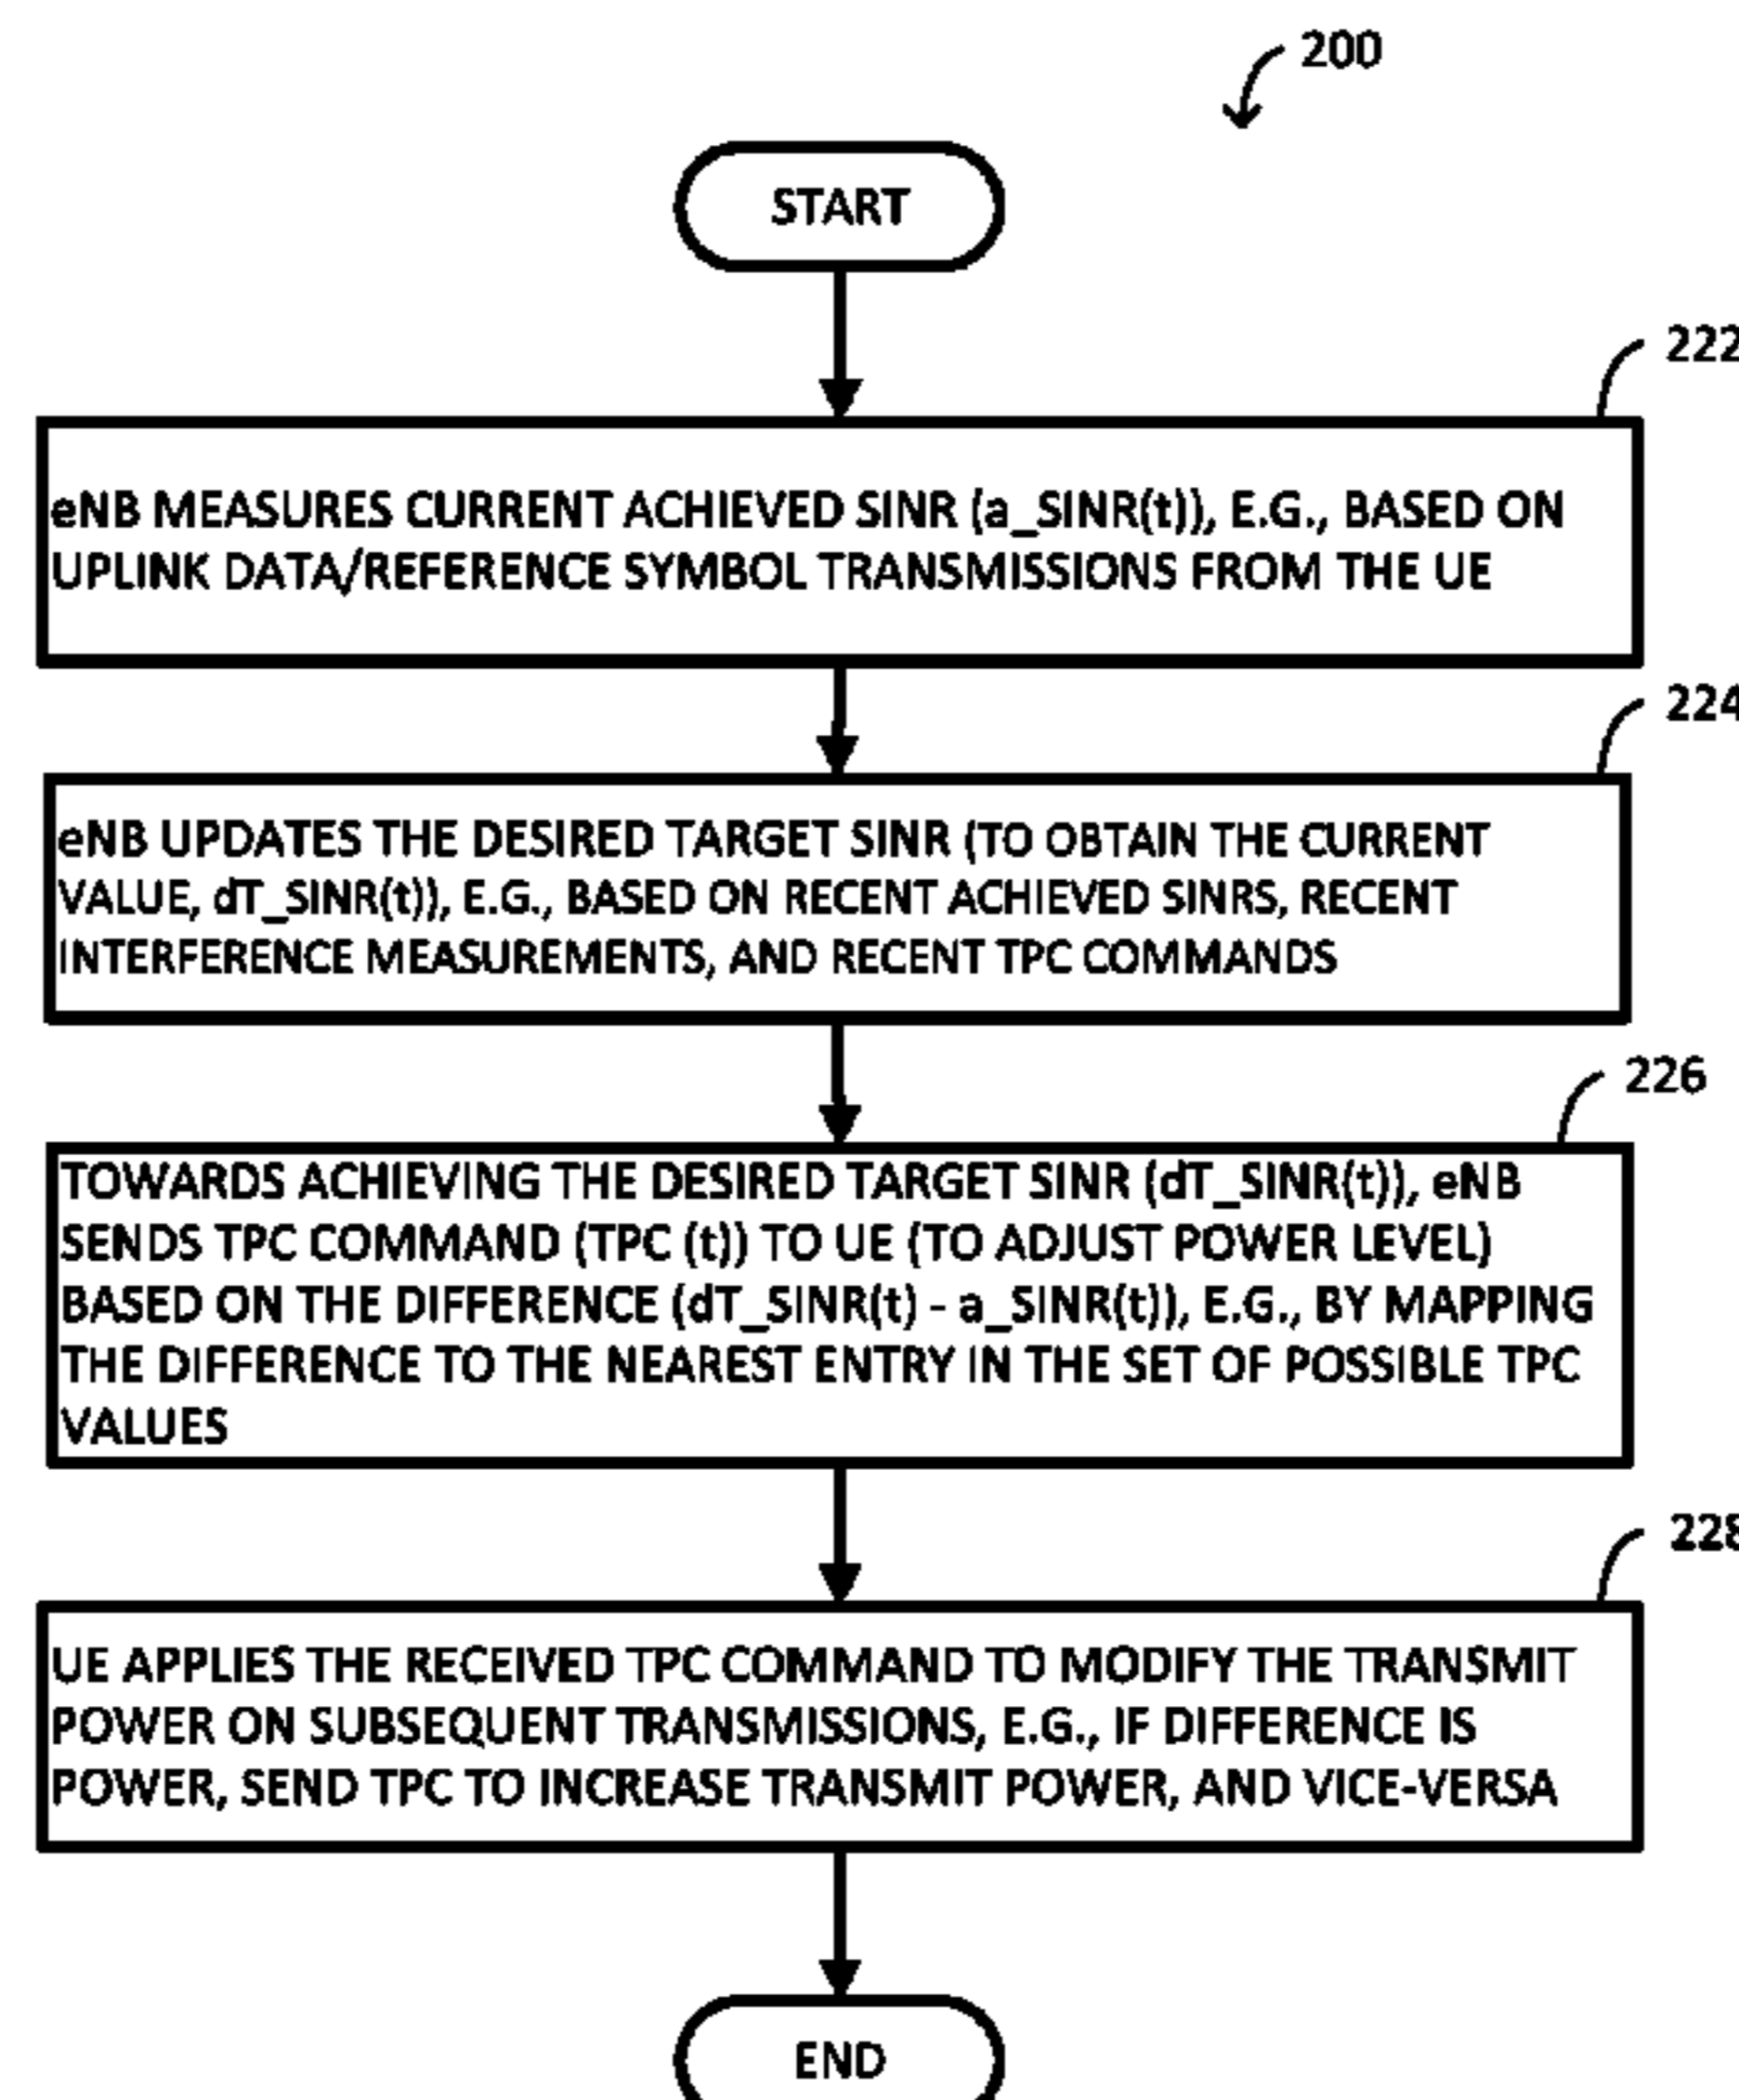 200
START
222
eNB MEASURES CURRENT ACHIEVED SINR (a_SINR(t)), E.G., BASED ON
UPLINK DATA/REFERENCE SYMBOL TRANSMISSIONS FROM THE UE
224
eNB UPDATES THE DESIRED TARGET SINR (TO OBTAIN THE CURRENT
VALUE, dT_SINR(t)), E.G., BASED ON RECENT ACHIEVED SINRS, RECENT
INTERFERENCE MEASUREMENTS, AND RECENT TPC COMMANDS
226
TOWARDS ACHIEVING THE DESIRED TARGET SINR (dT_SINR(t)), eNB
SENDS TPC COMMAND (TPC (t)) TO UE (TO ADJUST POWER LEVEL)
BASED ON THE DIFFERENCE (dT_SINR(t) - a_SINR(t)), E.G., BY MAPPING
THE DIFFERENCE TO THE NEAREST ENTRY IN THE SET OF POSSIBLE TPC
VALUES
228
UE APPLIES THE RECEIVED TPC COMMAND TO MODIFY THE TRANSMIT
POWER ON SUBSEQUENT TRANSMISSIONS, E.G., IF DIFFERENCE IS
POWER, SEND TPC TO INCREASE TRANSMIT POWER, AND VICE-VERSA
END